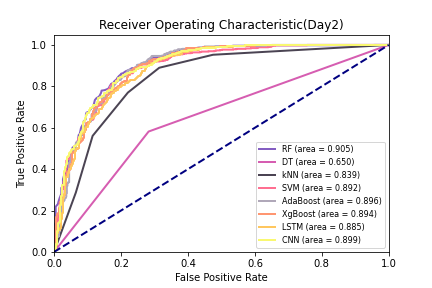 Receiver Operating Characteristic(Day2)
True Positive Rate
1.0
0.8
0.6
0.4
0.2
0.0
RF (area = 0.905)
DT (area = 0.650)
kNN (area = 0.839)
SVM (area = 0.892)
AdaBoost (area = 0.896)
XgBoost (area = 0.894)
LSTM (area = 0.885)
CNN (area = 0.899)
0.0 0.2 0.4 0.6 0.8 1.0
False Positive Rate